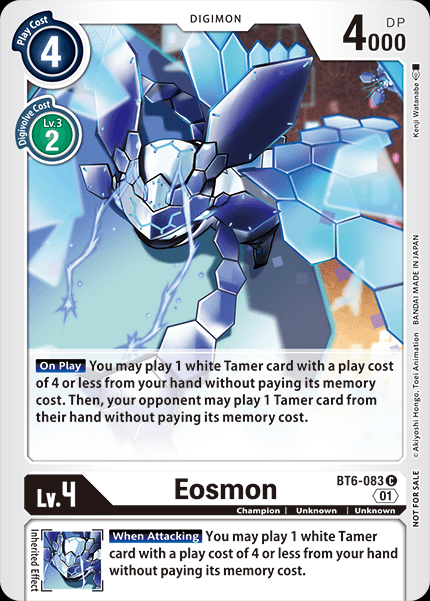 DIGIMON
Play Cost
4
DP
4000
Digivolve Cost
Lv.3
2
Kenji Watanabe
© Akiyoshi Hongo, Toei Animation BANDAI MADE IN JAPAN
NOT FOR SALE
On Play You may play 1 white Tamer card with a play cost
of 4 or less from your hand without paying its memory
cost. Then, your opponent may play 1 Tamer card from
their hand without paying its memory cost.
Lv.4
Eosmon
BT6-083 C
01
Champion | Unknown | Unknown
Inherited Effect
When Attacking You may play 1 white Tamer
card with a play cost of 4 or less from your hand
without paying its memory cost.